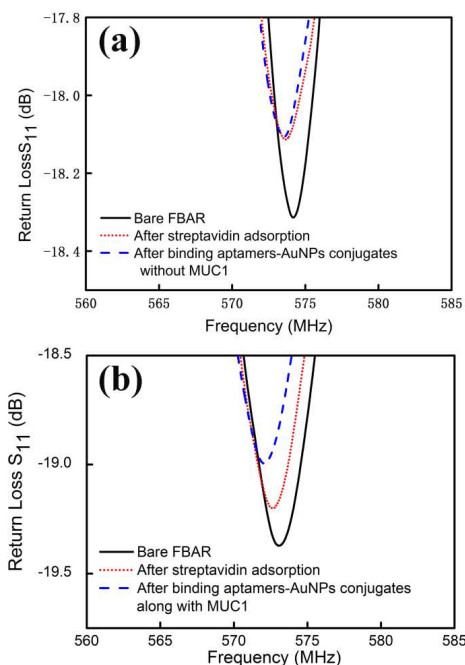 (a)
-17.8
-18.0
-18.2
-18.4
Return LossS11 (dB)
Bare FBAR
After streptavidin adsorption
After binding aptamers-AuNPs conjugates
without MUC1
560 565 570 575 580 585
Frequency (MHz)
(b)
-18.5
-19.0
-19.5
Return Loss S11 (dB)
Bare FBAR
After streptavidin adsorption
After binding aptamers-AuNPs conjugates
along with MUC1
560 565 570 575 580 585
Frequency (MHz)